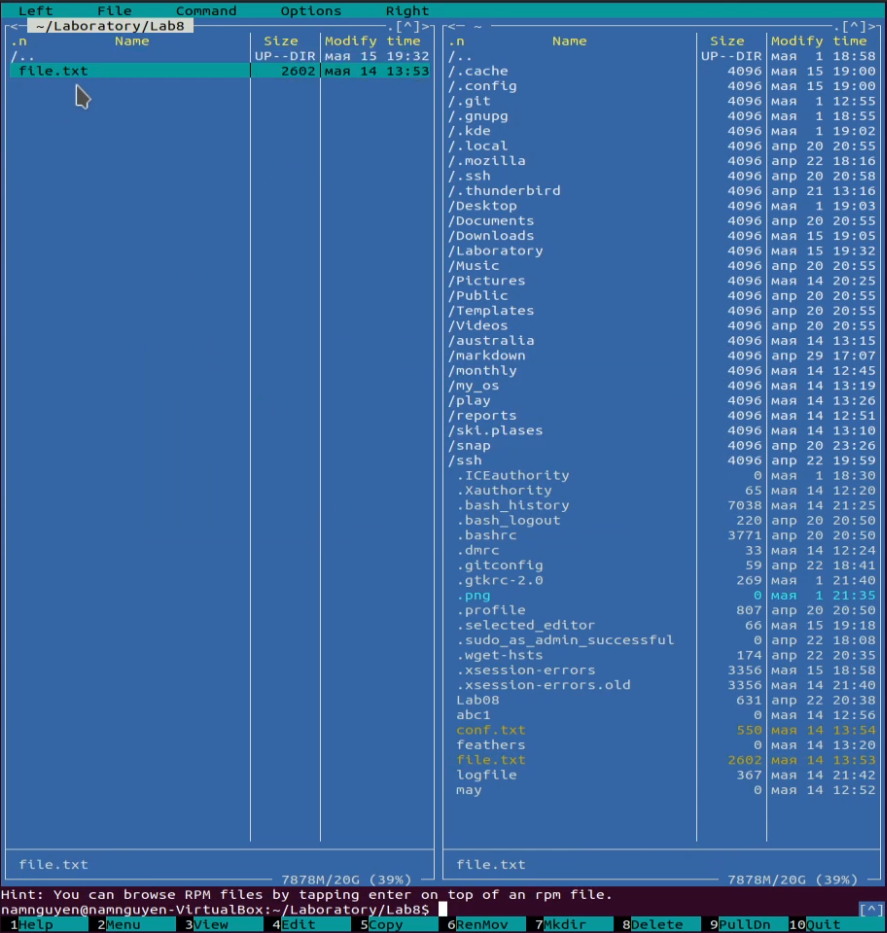 Left File Command Options Right
<─ ~/Laboratory/Lab8 .[^]>
.n Name Size Modify time
/.. UP--DIR мая 15 19:32
file.txt 2602 мая 14 13:53
file.txt
7878M/20G (39%)
<─ ~ .[^]>
.n Name Size Modify time
/.. UP--DIR мая 1 18:58
/.cache 4096 мая 15 19:00
/.config 4096 мая 15 19:00
/.git 4096 мая 1 12:55
/.gnupg 4096 мая 1 18:55
/.kde 4096 мая 1 19:02
/.local 4096 апр 20 20:55
/.mozilla 4096 апр 22 18:16
/.ssh 4096 апр 20 20:58
/.thunderbird 4096 апр 21 13:16
/Desktop 4096 мая 1 19:03
/Documents 4096 апр 20 20:55
/Downloads 4096 мая 15 19:05
/Laboratory 4096 мая 15 19:32
/Music 4096 апр 20 20:55
/Pictures 4096 мая 14 20:25
/Public 4096 апр 20 20:55
/Templates 4096 апр 20 20:55
/Videos 4096 апр 20 20:55
/australia 4096 мая 14 13:15
/markdown 4096 апр 29 17:07
/monthly 4096 мая 14 12:45
/my_os 4096 мая 14 13:19
/play 4096 мая 14 13:26
/reports 4096 мая 14 12:51
/ski.plases 4096 мая 14 13:10
/snap 4096 апр 20 23:26
/ssh 4096 апр 22 19:59
.ICEauthority 0 мая 1 18:30
.Xauthority 65 мая 14 12:20
.bash_history 7038 мая 14 21:25
.bash_logout 220 апр 20 20:50
.bashrc 3771 апр 20 20:50
.dmrc 33 мая 14 12:24
.gitconfig 59 апр 22 18:41
.gtkrc-2.0 269 мая 1 21:40
.png 0 мая 1 21:35
.profile 807 апр 20 20:50
.selected_editor 66 мая 15 19:18
.sudo_as_admin_successful 0 апр 22 18:08
.wget-hsts 174 апр 22 20:35
.xsession-errors 3356 мая 15 18:58
.xsession-errors.old 3356 мая 14 21:40
Lab08 631 апр 22 20:38
abc1 0 мая 14 12:56
conf.txt 550 мая 14 13:54
feathers 0 мая 14 13:20
file.txt 2602 мая 14 13:53
logfile 367 мая 14 21:42
may 0 мая 14 12:52
file.txt
7878M/20G (39%)
Hint: You can browse RPM files by tapping enter on top of an rpm file.
namnguyen@namnguyen-VirtualBox:~/Laboratory/Lab8$ [^]
1Help 2Menu 3View 4Edit 5Copy 6RenMov 7Mkdir 8Delete 9PullDn 10Quit